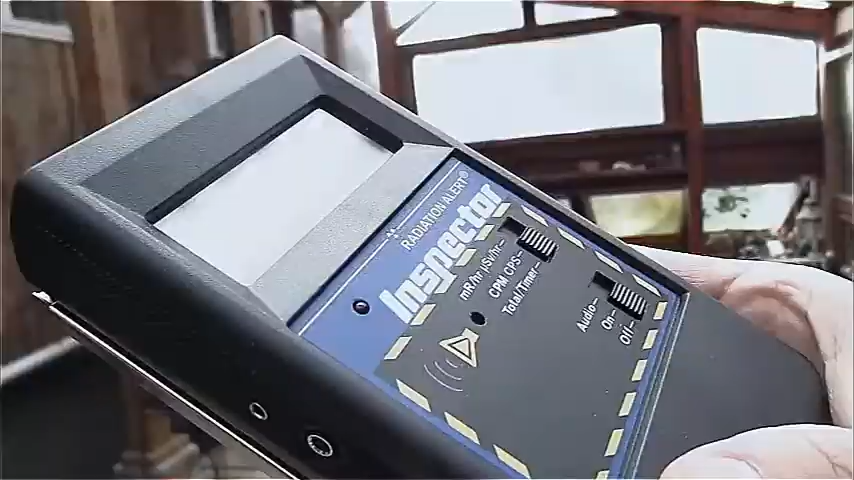 RADIATION ALERT®
Inspector
mR/hr µSv/hr
CPM CPS
Total/Timer
Audio
On
Off